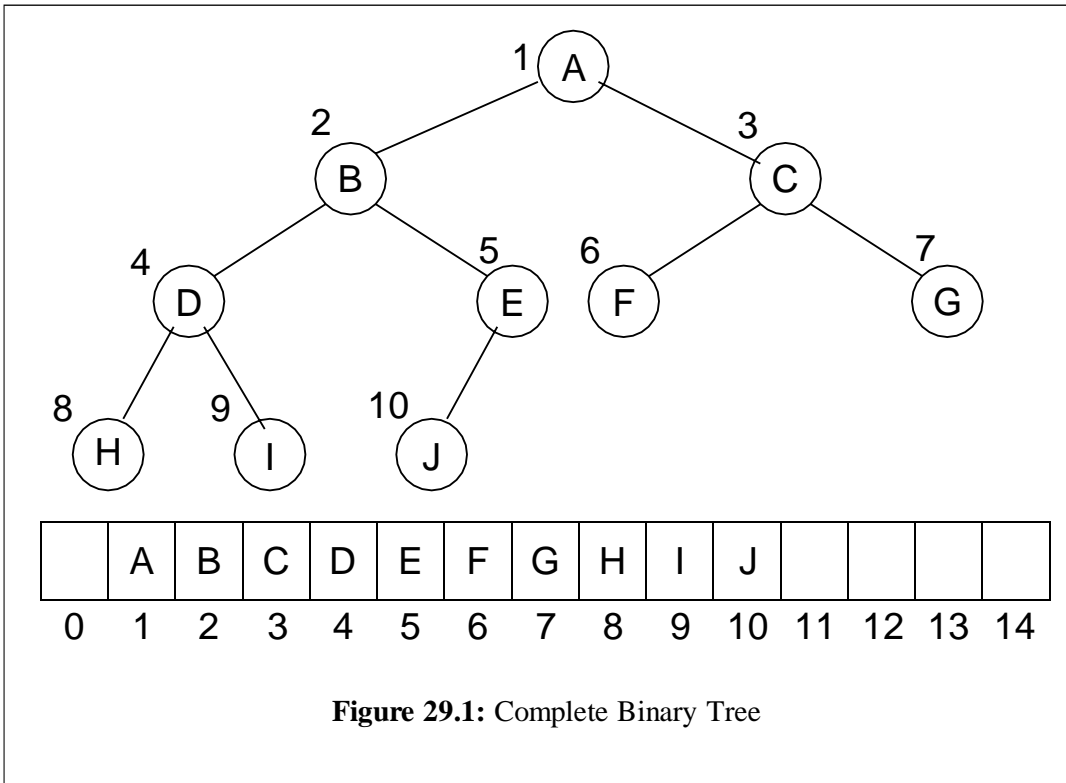 1 A
2 3
B C
4 5 6 7
D E F G
8 9 10
H I J
A B C D E F G H I J
0 1 2 3 4 5 6 7 8 9 10 11 12 13 14
Figure 29.1: Complete Binary Tree